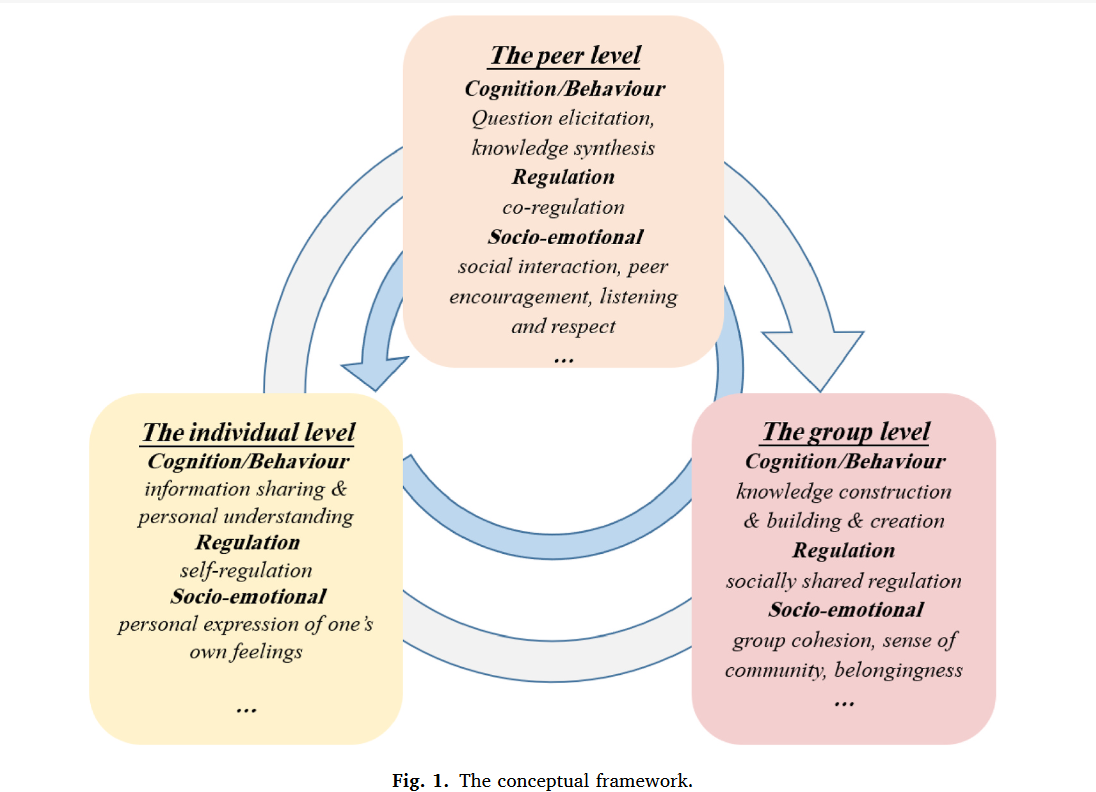 The peer level
Cognition/Behaviour
Question elicitation,
knowledge synthesis
Regulation
co-regulation
Socio-emotional
social interaction, peer
encouragement, listening
and respect
...
The individual level
Cognition/Behaviour
information sharing &
personal understanding
Regulation
self-regulation
Socio-emotional
personal expression of one’s
own feelings
...
The group level
Cognition/Behaviour
knowledge construction
& building & creation
Regulation
socially shared regulation
Socio-emotional
group cohesion, sense of
community, belongingness
...
Fig. 1. The conceptual framework.